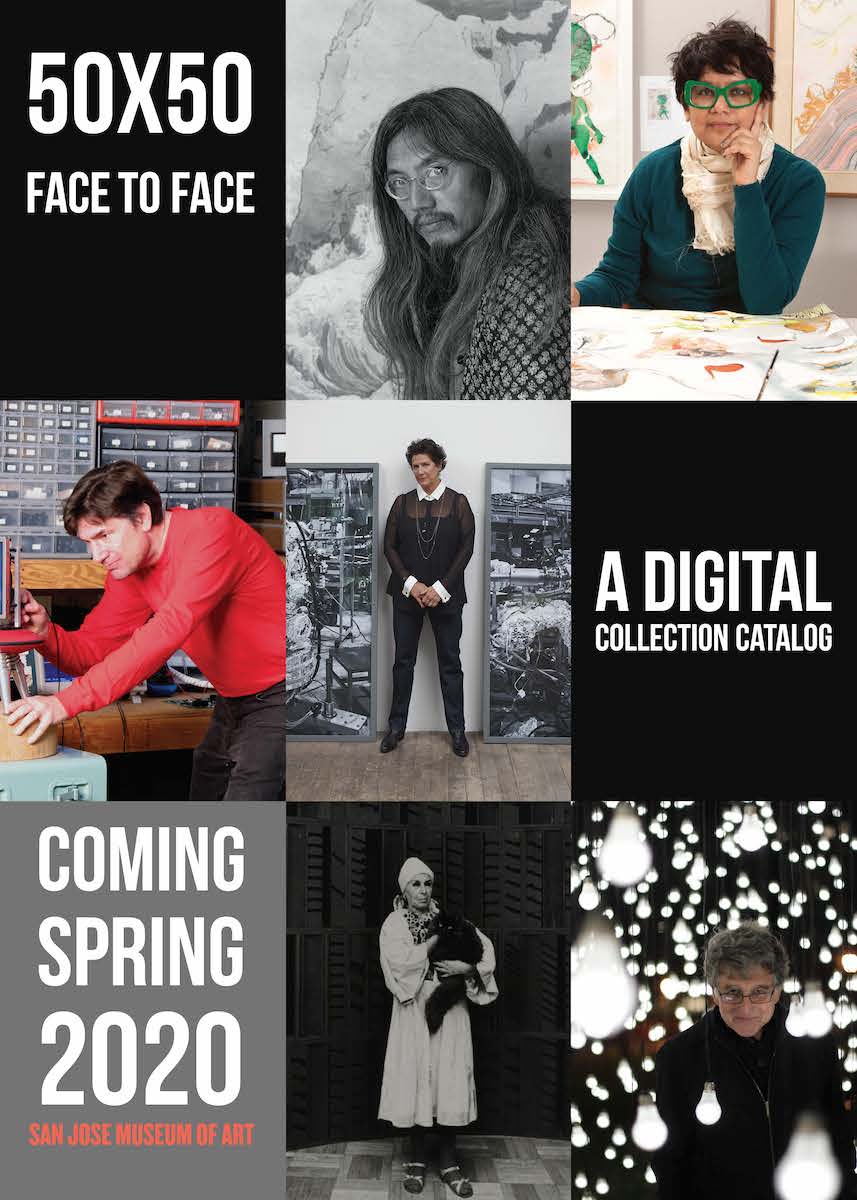 50X50
FACE TO FACE
A DIGITAL
COLLECTION CATALOG
COMING
SPRING
2020
SAN JOSE MUSEUM OF ART